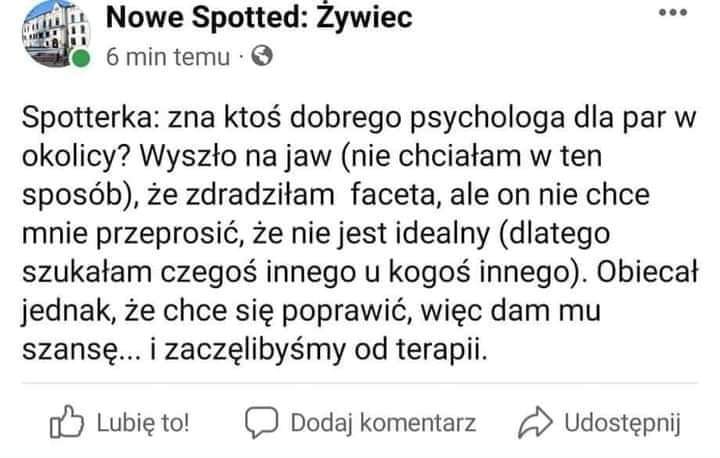 Nowe Spotted: Żywiec
6 min temu ·
Spotterka: zna ktoś dobrego psychologa dla par w
okolicy? Wyszło na jaw (nie chciałam w ten
sposób), że zdradziłam faceta, ale on nie chce
mnie przeprosić, że nie jest idealny (dlatego
szukałam czegoś innego u kogoś innego). Obiecał
jednak, że chce się poprawić, więc dam mu
szansę... i zaczęlibyśmy od terapii.
Lubię to! Dodaj komentarz Udostępnij